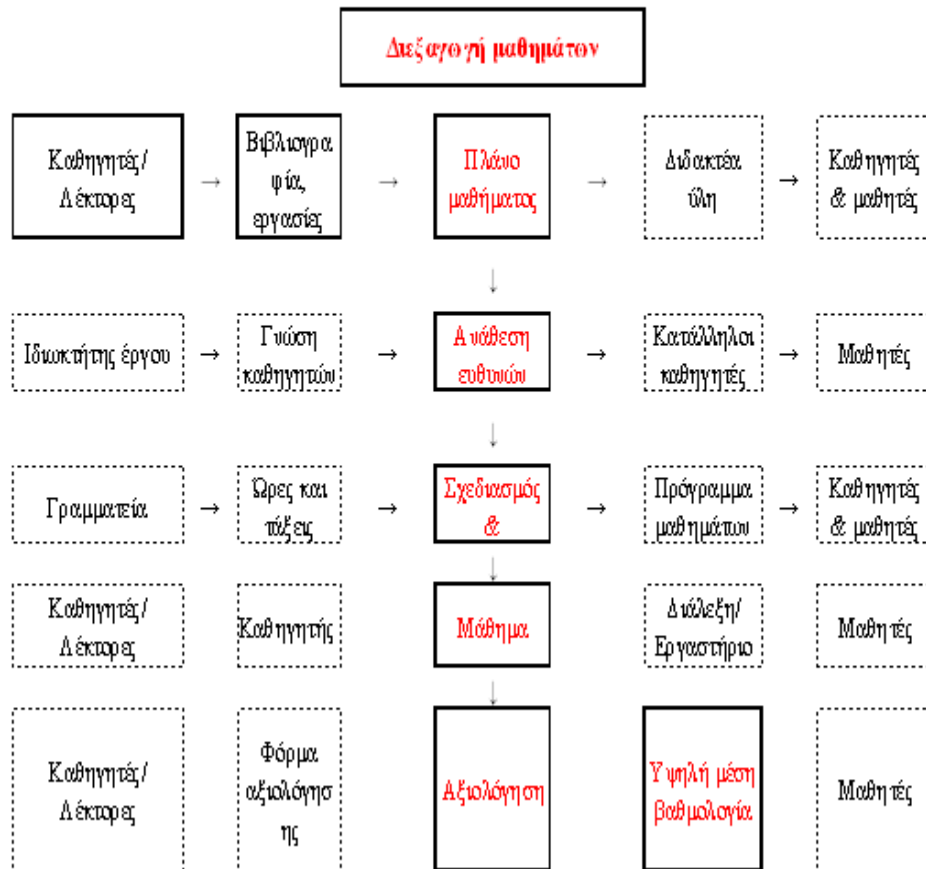 Διεξαγωγή μαθημάτων
Καθηγητές/
Λέκτορες
→
Βιβλιογρα
φία,
εργασίες
→
Πλάνο
μαθήματος
→
Διδακτέα
ύλη
→
Καθηγητές
& μαθητές
↓
Ιδιωκτήτης έργου
→
Γνώση
καθηγητών
→
Ανάθεση
ευθυνών
→
Κατάλληλοι
καθηγητές
→
Μαθητές
↓
Γραμματεία
→
Ώρες και
τάξεις
→
Σχεδιασμός
&
→
Πρόγραμμα
μαθημάτων
→
Καθηγητές
& μαθητές
↓
Καθηγητές/
Λέκτορες
Καθηγητής
Μάθημα
Διάλεξη/
Εργαστήριο
Μαθητές
↓
Καθηγητές/
Λέκτορες
Φόρμα
αξιολόγησ
ης
Αξιολόγηση
Υψηλή μέση
βαθμολογία
Μαθητές